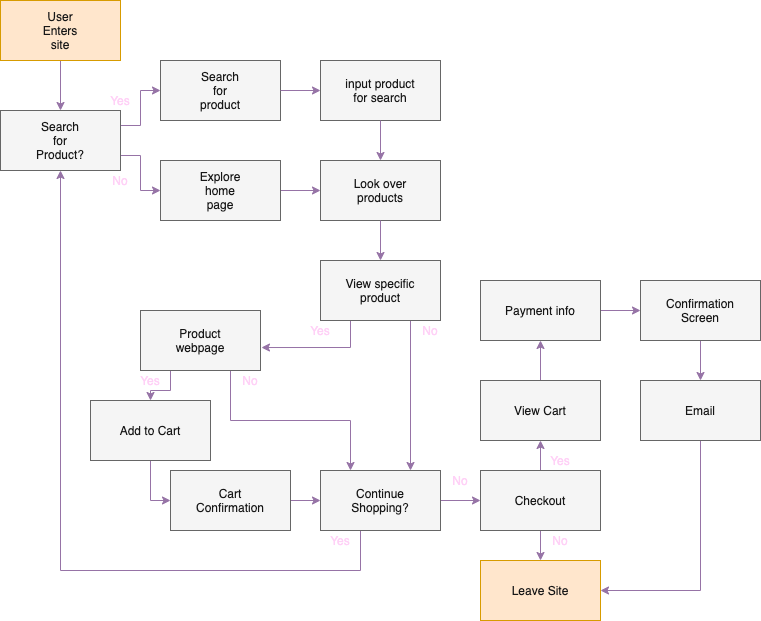 User
Enters
site
Yes
Search
for
product
input product
for search
Search
for
Product?
No
Explore
home
page
Look over
products
View specific
product
Payment info
Confirmation
Screen
Yes
No
Product
webpage
Yes
No
View Cart
Email
Add to Cart
Yes
No
Cart
Confirmation
Continue
Shopping?
Checkout
Yes
No
Leave Site